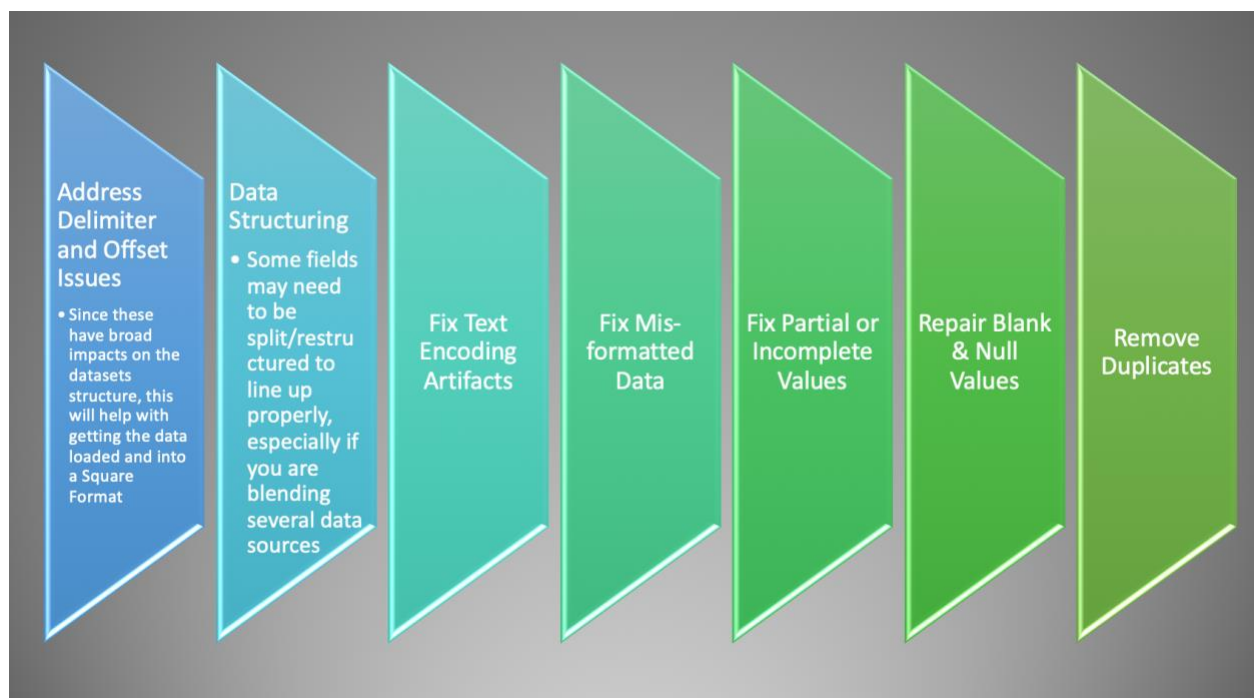 Address
Delimiter
and Offset
Issues
• Since these
have broad
impacts on the
datasets
structure, this
will help with
getting the data
loaded and into
a Square
Format
Data
Structuring
• Some fields
may need
to be
split/restru
ctured to
line up
properly,
especially if
you are
blending
several data
sources
Fix Text
Encoding
Artifacts
Fix Mis-
formatted
Data
Fix Partial or
Incomplete
Values
Repair Blank
& Null
Values
Remove
Duplicates